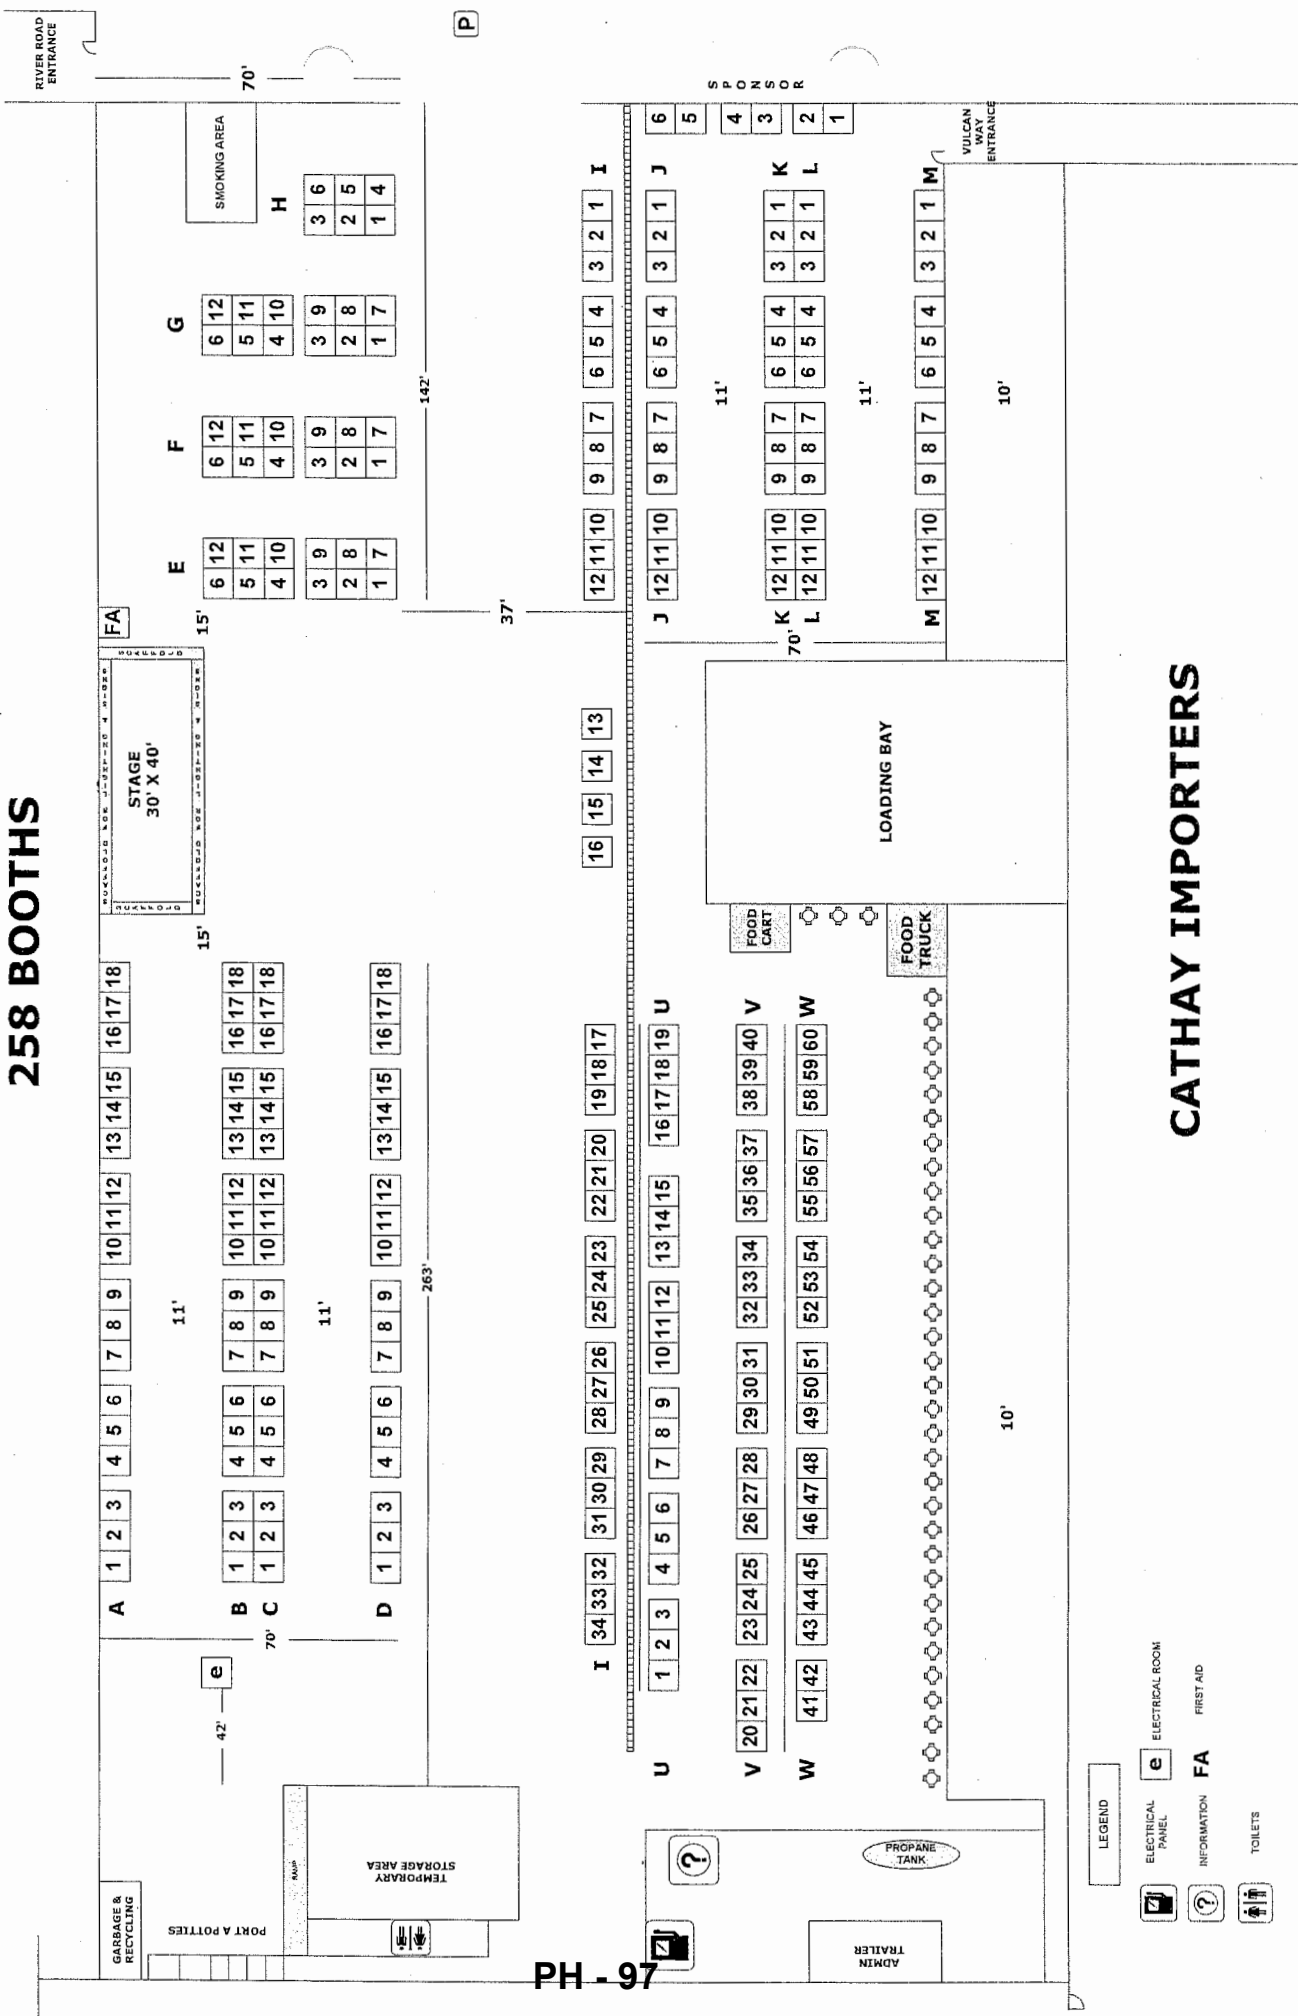 258 BOOTHS
RIVER ROAD
ENTRANCE
70'
P
SMOKING AREA
SPONSOR
6
5
4
3
2
1
VULCAN
WAY
ENTRANCE
H
3 6
2 5
1 4
G
6 12
5 11
4 10
3 9
2 8
1 7
F
6 12
5 11
4 10
3 9
2 8
1 7
E
6 12
5 11
4 10
3 9
2 8
1 7
142'
FA
15'
37'
STAGE
30' X 40'
SCAFFOLD
SCAFFOLD
15'
A
1 2 3 4 5 6 7 8 9 10 11 12 13 14 15 16 17 18
11'
B
1 2 3 4 5 6 7 8 9 10 11 12 13 14 15 16 17 18
C
1 2 3 4 5 6 7 8 9 10 11 12 13 14 15 16 17 18
11'
D
1 2 3 4 5 6 7 8 9 10 11 12 13 14 15 16 17 18
70'
263'
e
42'
I
34 33 32 31 30 29 28 27 26 25 24 23 22 21 20 19 18 17 16 15 14 13 12 11 10 9 8 7 6 5 4 3 2 1
I
J
12 11 10 9 8 7 6 5 4 3 2 1
J
11'
K
12 11 10 9 8 7 6 5 4 3 2 1
K
L
12 11 10 9 8 7 6 5 4 3 2 1
L
11'
M
12 11 10 9 8 7 6 5 4 3 2 1
M
10'
70'
LOADING BAY
FOOD
CART
FOOD
TRUCK
U
1 2 3 4 5 6 7 8 9 10 11 12 13 14 15 16 17 18 19
U
V
20 21 22 23 24 25 26 27 28 29 30 31 32 33 34 35 36 37 38 39 40
V
W
41 42 43 44 45 46 47 48 49 50 51 52 53 54 55 56 57 58 59 60
W
10'
GARBAGE &
RECYCLING
PORT A POTTIES
RAMP
TEMPORARY
STORAGE AREA
?
PROPANE
TANK
ADMIN
TRAILER
CATHAY IMPORTERS
LEGEND
ELECTRICAL
PANEL
e ELECTRICAL ROOM
? INFORMATION
FA FIRST AID
TOILETS
PH - 97